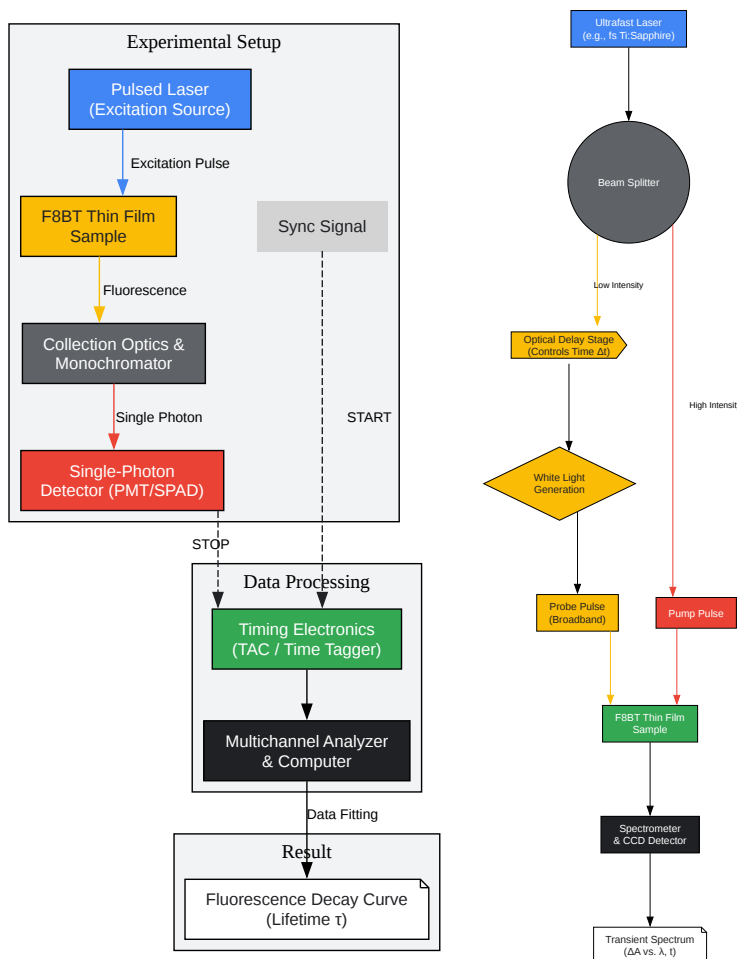 Experimental Setup
Pulsed Laser
(Excitation Source)
Excitation Pulse
F8BT Thin Film
Sample
Sync Signal
Fluorescence
Collection Optics &
Monochromator
Single Photon
START
Single-Photon
Detector (PMT/SPAD)
STOP
Data Processing
Timing Electronics
(TAC / Time Tagger)
Multichannel Analyzer
& Computer
Data Fitting
Result
Fluorescence Decay Curve
(Lifetime τ)
Ultrafast Laser
(e.g., fs Ti:Sapphire)
Beam Splitter
Low Intensity
Optical Delay Stage
(Controls Time Δt)
High Intensit
White Light
Generation
Probe Pulse
(Broadband)
Pump Pulse
F8BT Thin Film
Sample
Spectrometer
& CCD Detector
Transient Spectrum
(ΔA vs. λ, t)